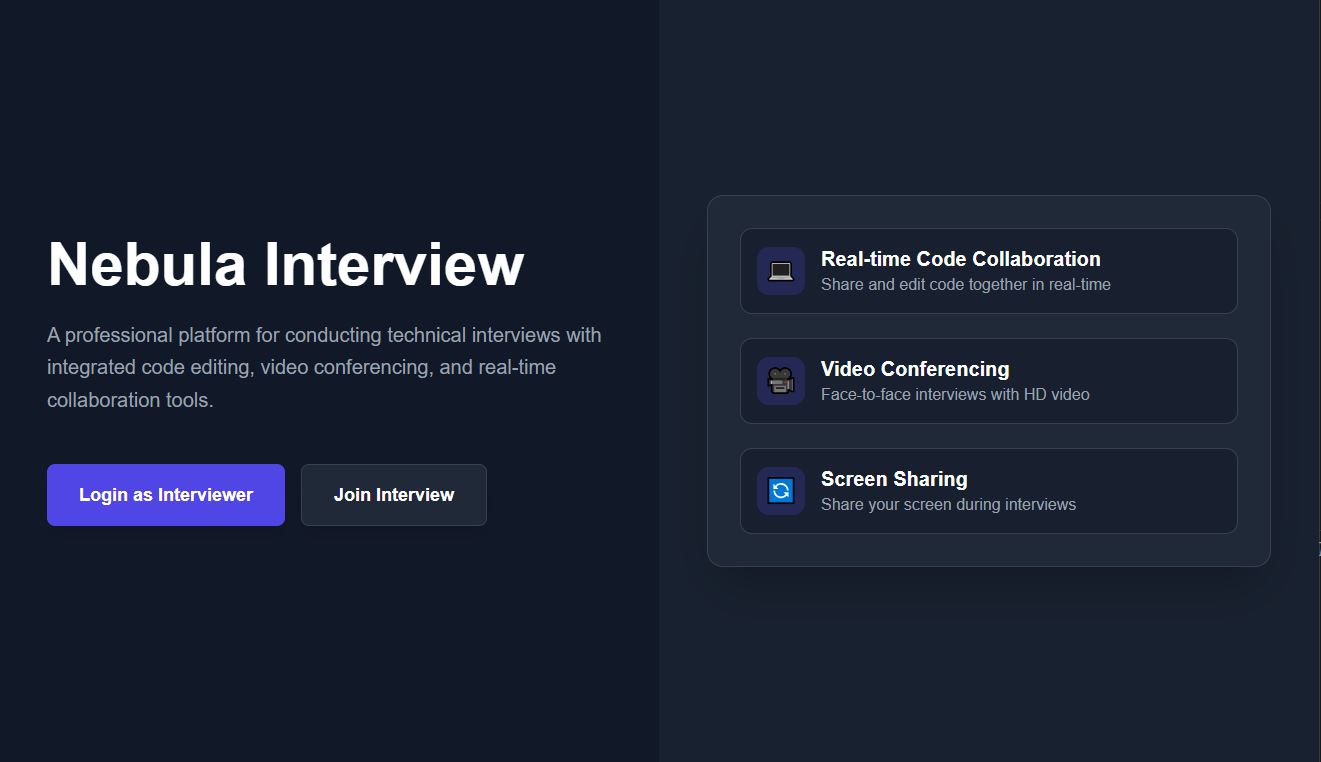 Nebula Interview
A professional platform for conducting technical interviews with
integrated code editing, video conferencing, and real-time
collaboration tools.
Login as Interviewer
Join Interview
Real-time Code Collaboration
Share and edit code together in real-time
Video Conferencing
Face-to-face interviews with HD video
Screen Sharing
Share your screen during interviews